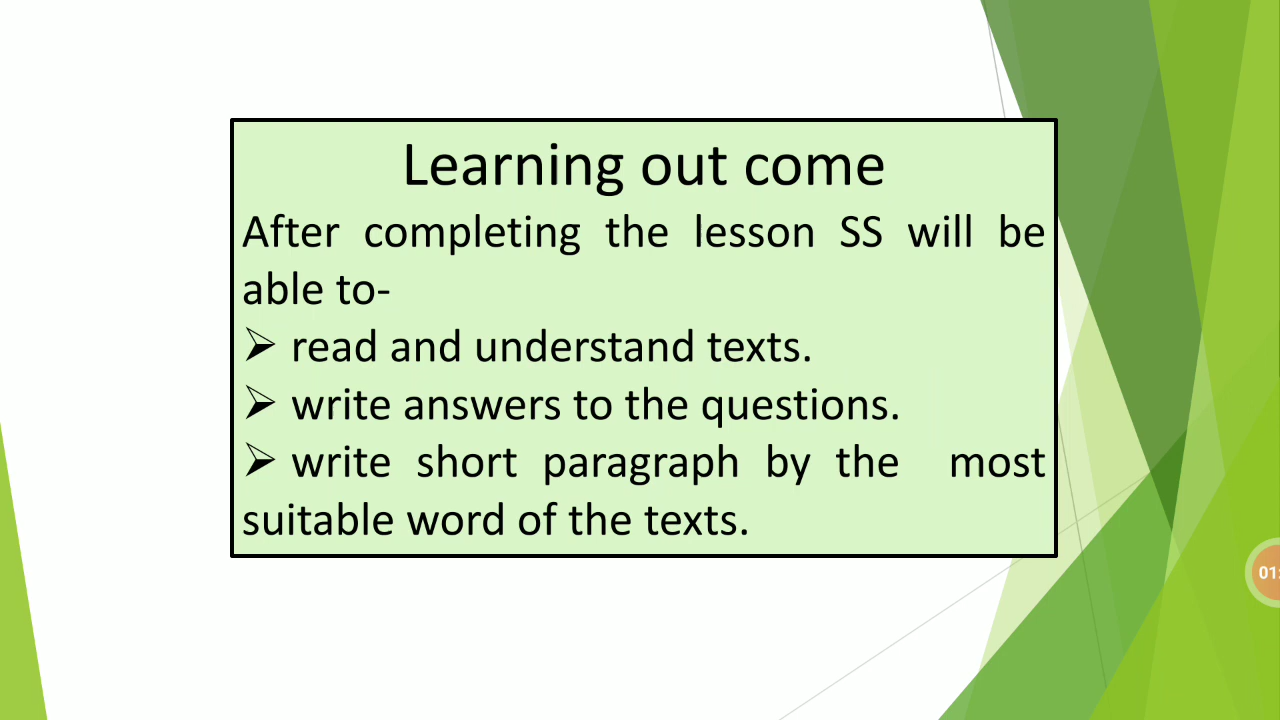 Learning out come
After completing the lesson SS will be
able to-
➢ read and understand texts.
➢ write answers to the questions.
➢ write short paragraph by the most
suitable word of the texts.
01: